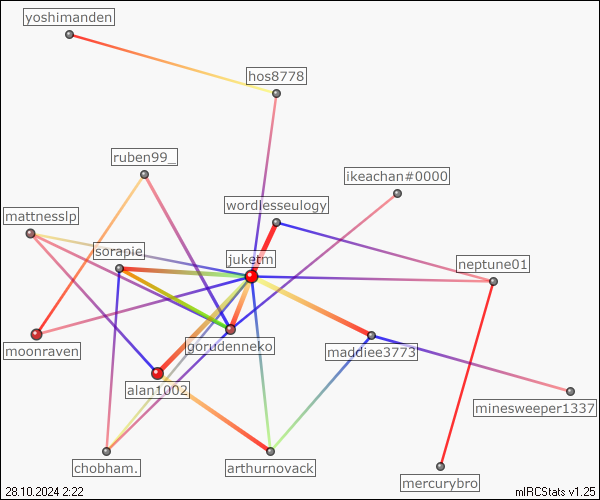 yoshimanden
hos8778
ruben99_
ikeachan#0000
mattnesslp
wordlesseulogy
sorapie
juketm
neptune01
moonraven
gorudenneko
maddiee3773
alan1002
minesweeper1337
chobham.
arthurnovack
mercurybro
28.10.2024 2:22
mIRCStats v1.25